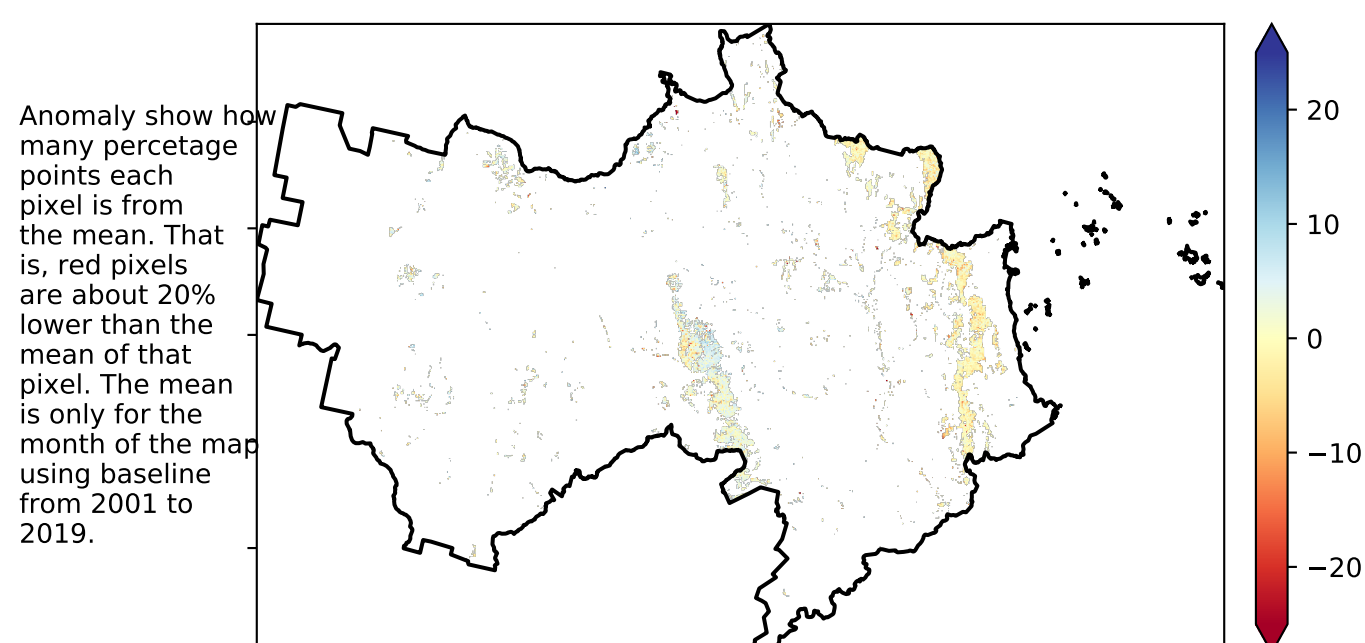 Anomaly show how
many percetage
points each
pixel is from
the mean. That
is, red pixels
are about 20%
lower than the
mean of that
pixel. The mean
is only for the
month of the map
using baseline
from 2001 to
2019.
20
10
0
−10
−20